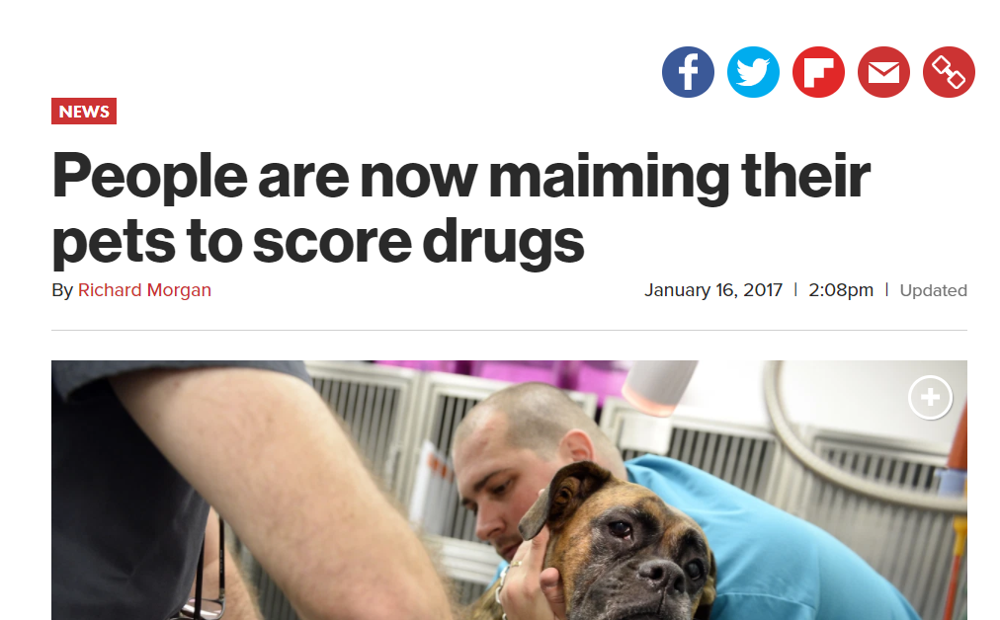 NEWS
People are now maiming their
pets to score drugs
By Richard Morgan
January 16, 2017 | 2:08pm | Updated